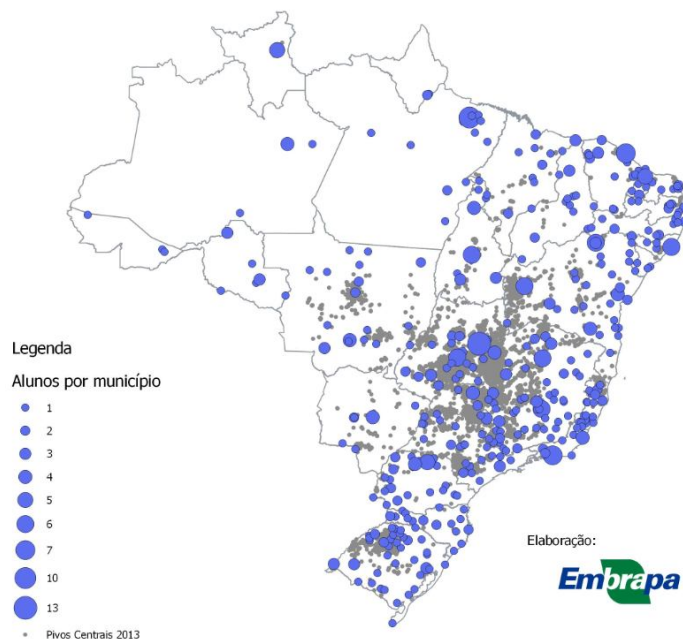 Legenda
Alunos por município
1
2
3
4
5
6
7
10
13
Pivos Centrais 2013
Elaboração:
Embrapa